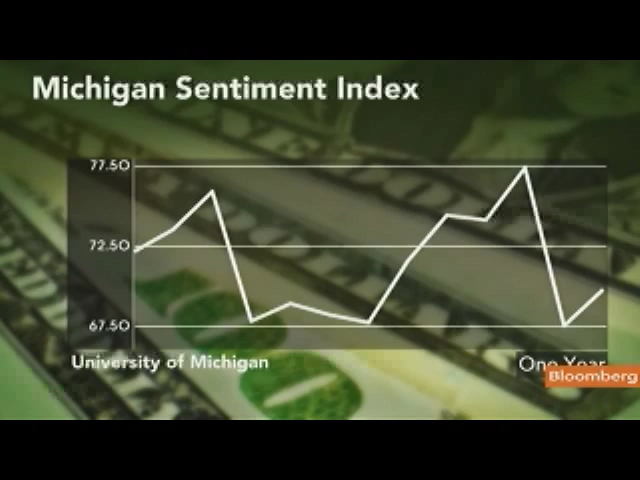 Michigan Sentiment Index
77.50
72.50
67.50
University of Michigan
One Year
Bloomberg